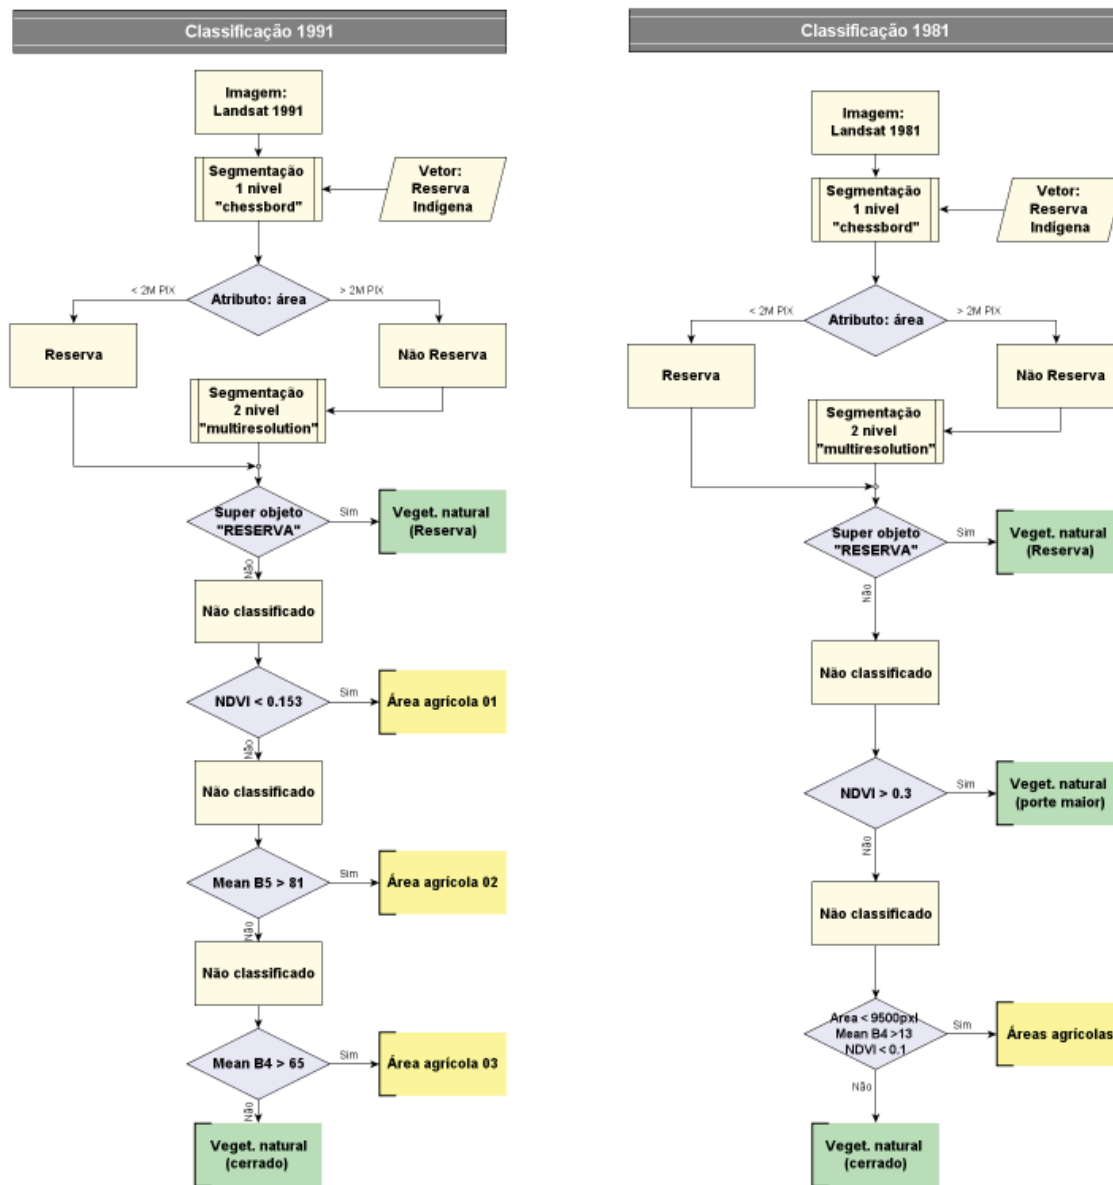 Classificação 1991
Imagem:
Landsat 1991
Segmentação
1 nivel
"chessbord"
Vetor:
Reserva
Indígena
< 2M PIX
Atributo: área
> 2M PIX
Reserva
Não Reserva
Segmentação
2 nivel
"multiresolution"
Super objeto
"RESERVA"
Sim
Veget. natural
(Reserva)
Não
Não classificado
NDVI < 0.153
Sim
Área agrícola 01
Não
Não classificado
Mean B5 > 81
Sim
Área agrícola 02
Não
Não classificado
Mean B4 > 65
Sim
Área agrícola 03
Não
Veget. natural
(cerrado)
Classificação 1981
Imagem:
Landsat 1981
Segmentação
1 nivel
"chessbord"
Vetor:
Reserva
Indígena
< 2M PIX
Atributo: área
> 2M PIX
Reserva
Não Reserva
Segmentação
2 nivel
"multiresolution"
Super objeto
"RESERVA"
Sim
Veget. natural
(Reserva)
Não
Não classificado
NDVI > 0.3
Sim
Veget. natural
(porte maior)
Não
Não classificado
Area < 9500pxl
Mean B4 >13
NDVI < 0.1
Sim
Áreas agrícolas
Não
Veget. natural
(cerrado)